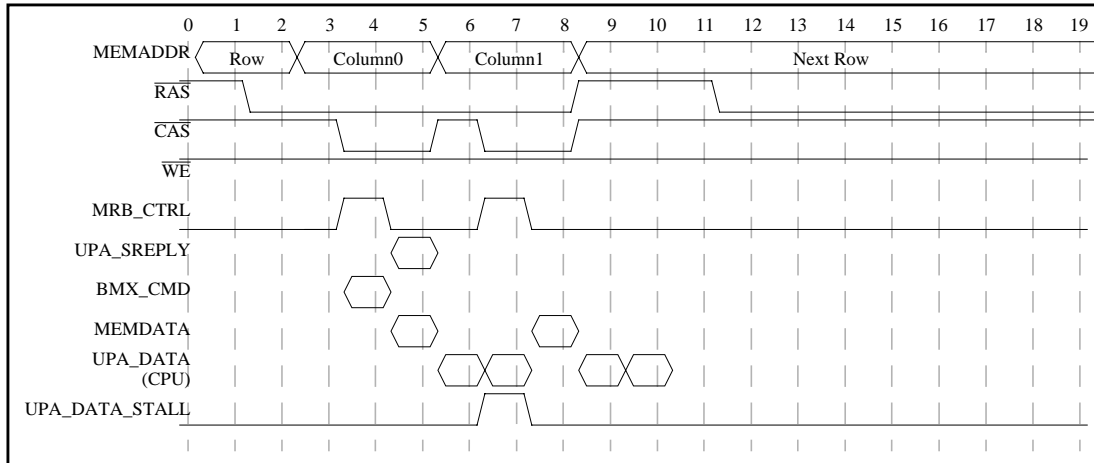 0 1 2 3 4 5 6 7 8 9 10 11 12 13 14 15 16 17 18 19
MEMADDR Row Column0 Column1 Next Row
RAS
CAS
WE
MRB_CTRL
UPA_SREPLY
BMX_CMD
MEMDATA
UPA_DATA
(CPU)
UPA_DATA_STALL